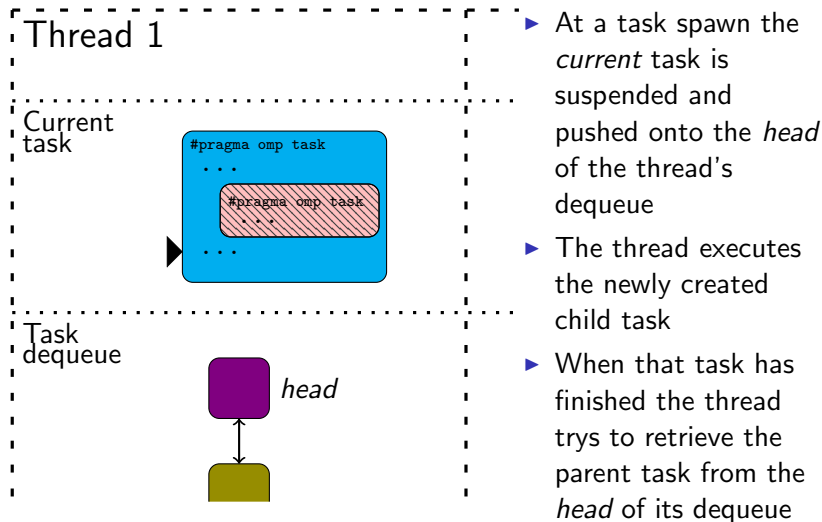 Thread 1
Current
task
#pragma omp task
...
#pragma omp task
...
...
Task
dequeue
head
At a task spawn the
current task is
suspended and
pushed onto the head
of the thread's
dequeue
The thread executes
the newly created
child task
When that task has
finished the thread
trys to retrieve the
parent task from the
head of its dequeue